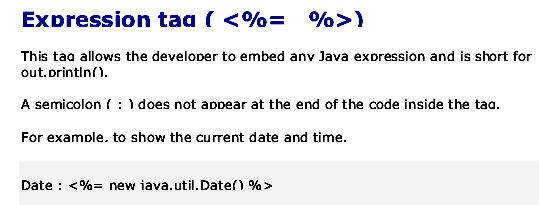 Expression tag ( <%=   %>)
This tag allows the developer to embed any Java expression and is short for
out.println().
A semicolon ( ; ) does not appear at the end of the code inside the tag.
For example, to show the current date and time.
Date : <%= new java.util.Date() %>